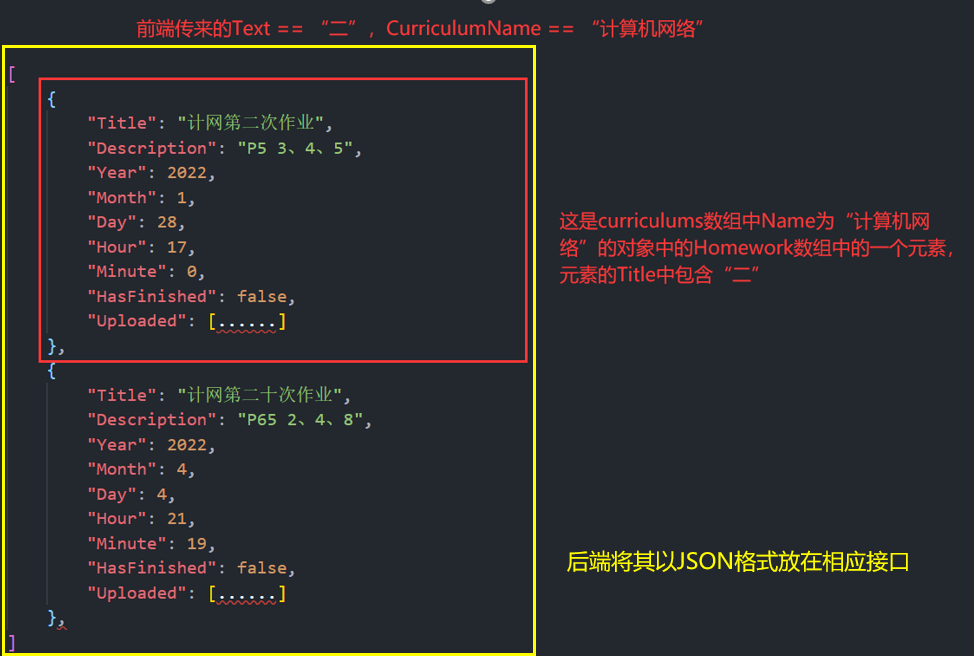 前端传来的Text == “二”，CurriculumName == “计算机网络”
[
{
"Title": "计网第二次作业",
"Description": "P5 3、4、5",
"Year": 2022,
"Month": 1,
"Day": 28,
"Hour": 17,
"Minute": 0,
"HasFinished": false,
"Uploaded": [......]
},
这是curriculums数组中Name为“计算机网
络”的对象中的Homework数组中的一个元素，
元素的Title中包含“二”
{
"Title": "计网第二十次作业",
"Description": "P65 2、4、8",
"Year": 2022,
"Month": 4,
"Day": 4,
"Hour": 21,
"Minute": 19,
"HasFinished": false,
"Uploaded": [......]
},
]
后端将其以JSON格式放在相应接口